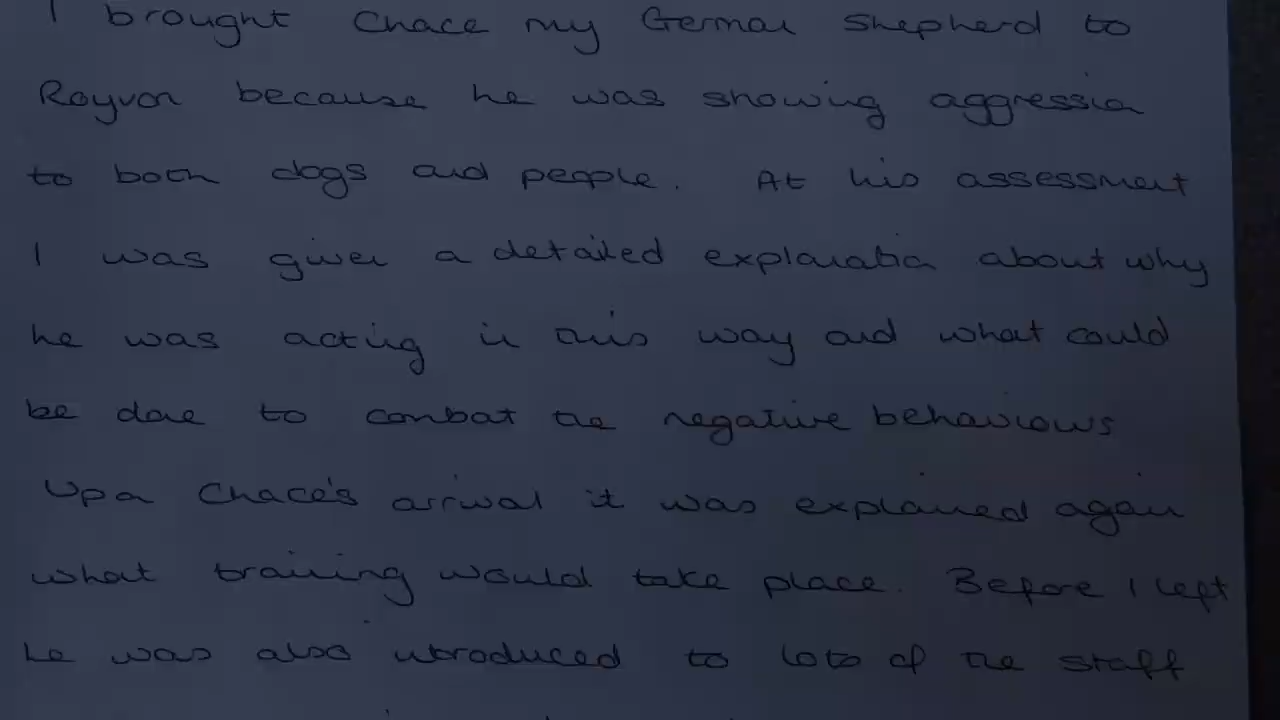 I brought Chace my German Shepherd to
Royvon because he was showing aggression
to both dogs and people. At his assessment
I was given a detailed explanation about why
he was acting in this way and what could
be done to combat the negative behaviours
Upon Chace's arrival it was explained again
what training would take place. Before I left
he was also introduced to lots of the staff